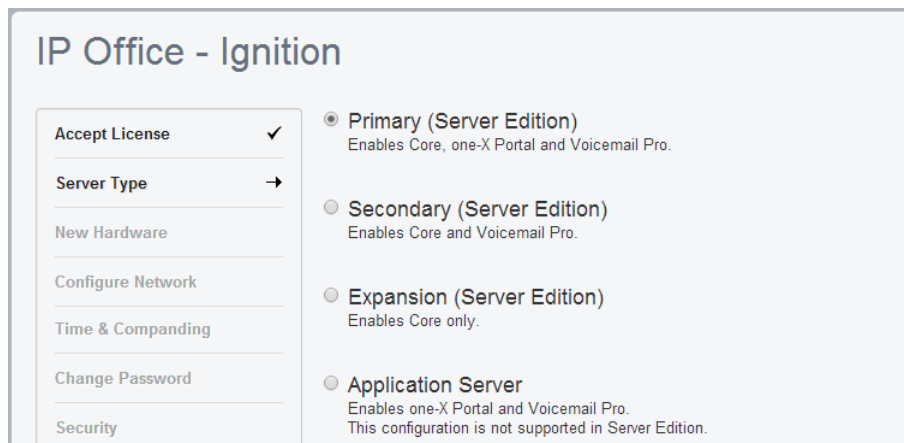 IP Office - Ignition
Accept License
Server Type
New Hardware
Configure Network
Time & Companding
Change Password
Security
Primary (Server Edition)
Enables Core, one-X Portal and Voicemail Pro.
Secondary (Server Edition)
Enables Core and Voicemail Pro.
Expansion (Server Edition)
Enables Core only.
Application Server
Enables one-X Portal and Voicemail Pro.
This configuration is not supported in Server Edition.